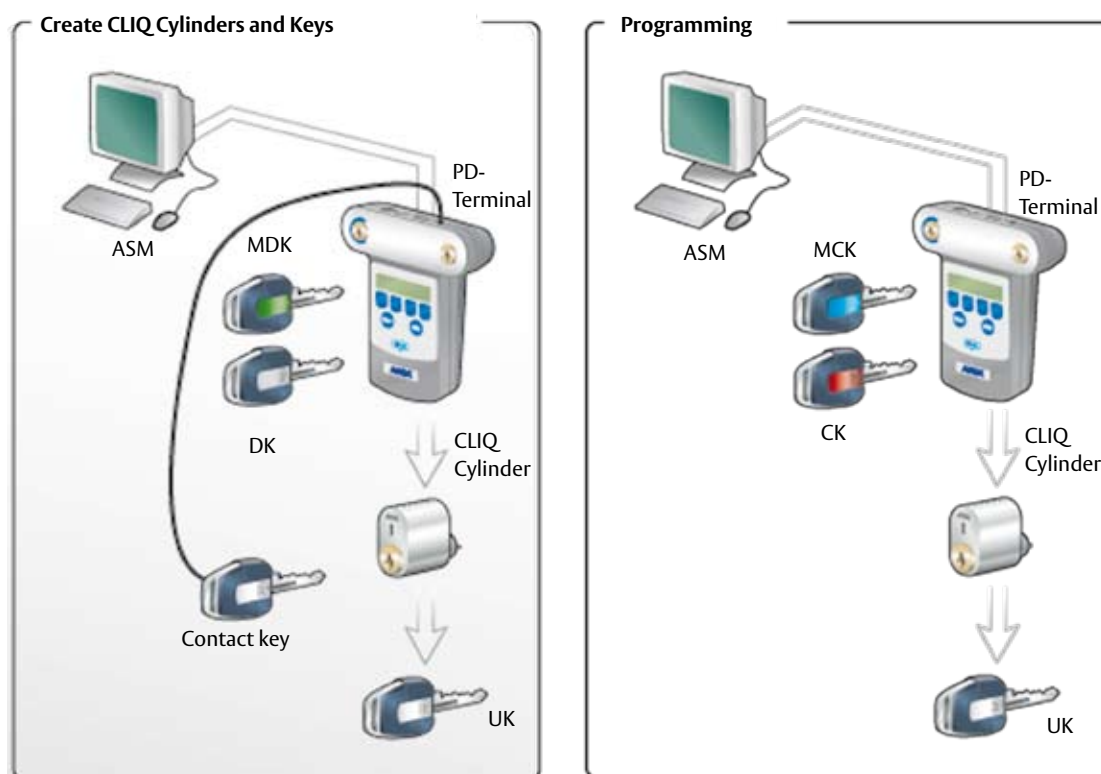 Create CLIQ Cylinders and Keys
PD-
Terminal
ASM
MDK
DK
CLIQ
Cylinder
Contact key
UK
Programming
PD-
Terminal
ASM
MCK
CK
CLIQ
Cylinder
UK